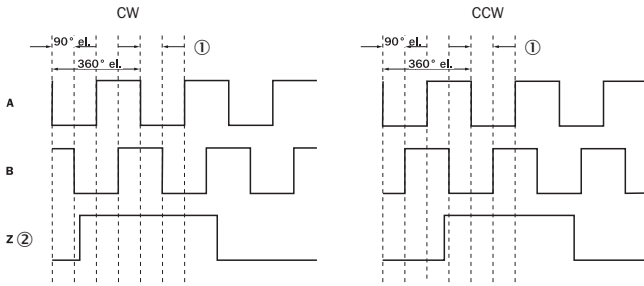 CW CCW
90° el. ① 90° el. ①
360° el. 360° el.
A
B
Z ②